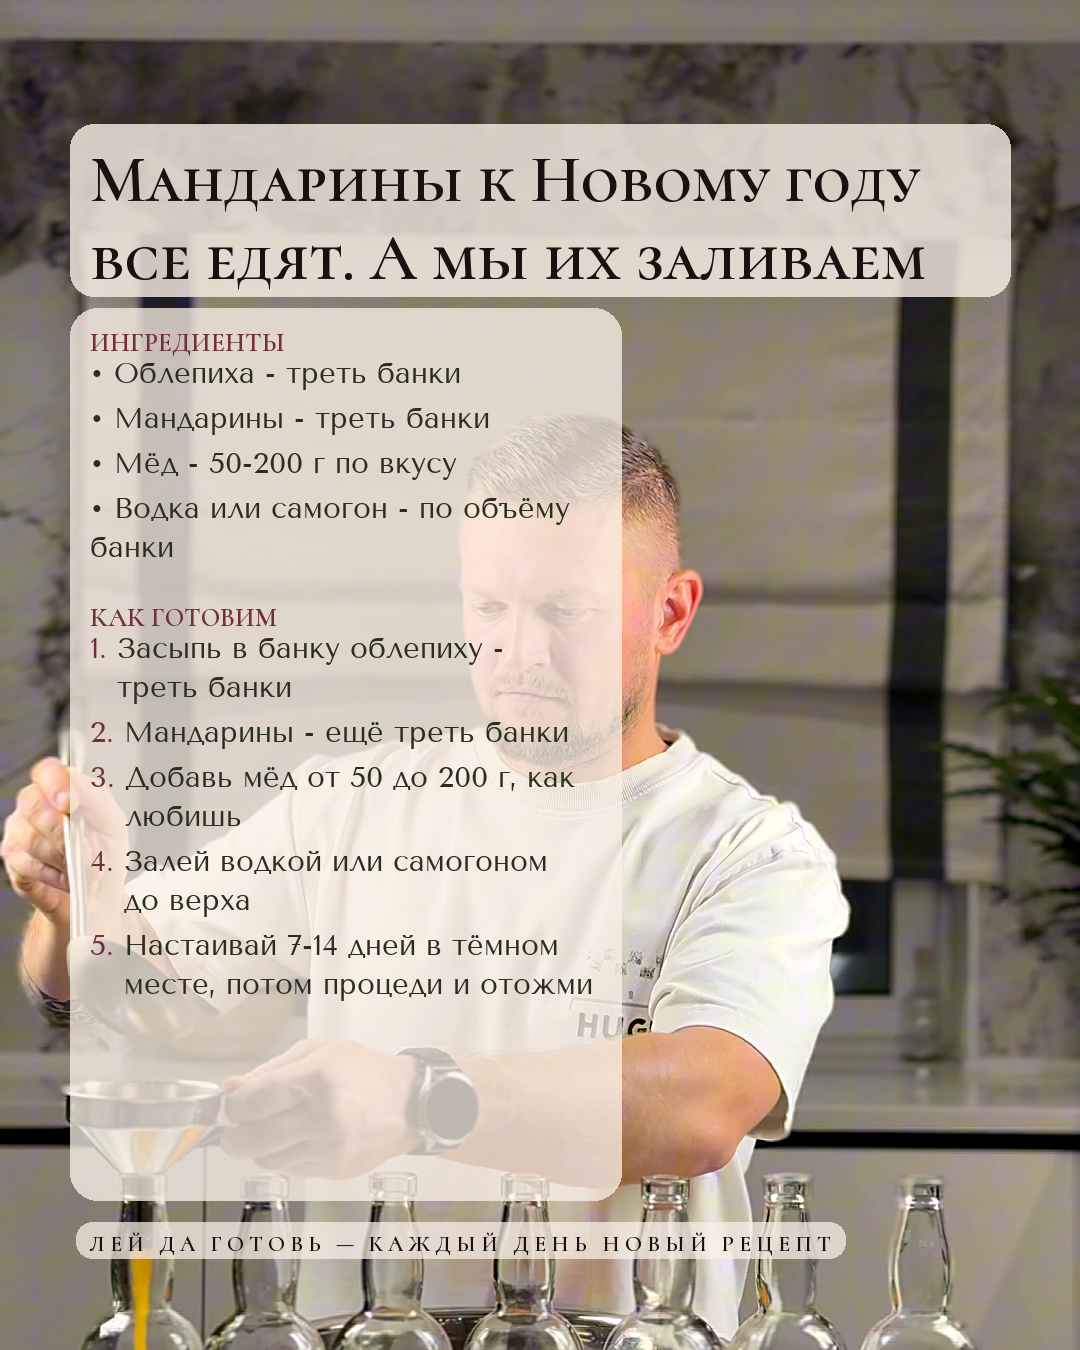 Мандарины к Новому году
все едят. А мы их заливаем
ИНГРЕДИЕНТЫ
• Облепиха - треть банки
• Мандарины - треть банки
• Мёд - 50-200 г по вкусу
• Водка или самогон - по объёму
банки
КАК ГОТОВИМ
1. Засыпь в банку облепиху -
треть банки
2. Мандарины - ещё треть банки
3. Добавь мёд от 50 до 200 г, как
любишь
4. Залей водкой или самогоном
до верха
5. Настаивай 7-14 дней в тёмном
месте, потом процеди и отожми
HUG
ЛЕЙ ДА ГОТОВЬ — КАЖДЫЙ ДЕНЬ НОВЫЙ РЕЦЕПТ